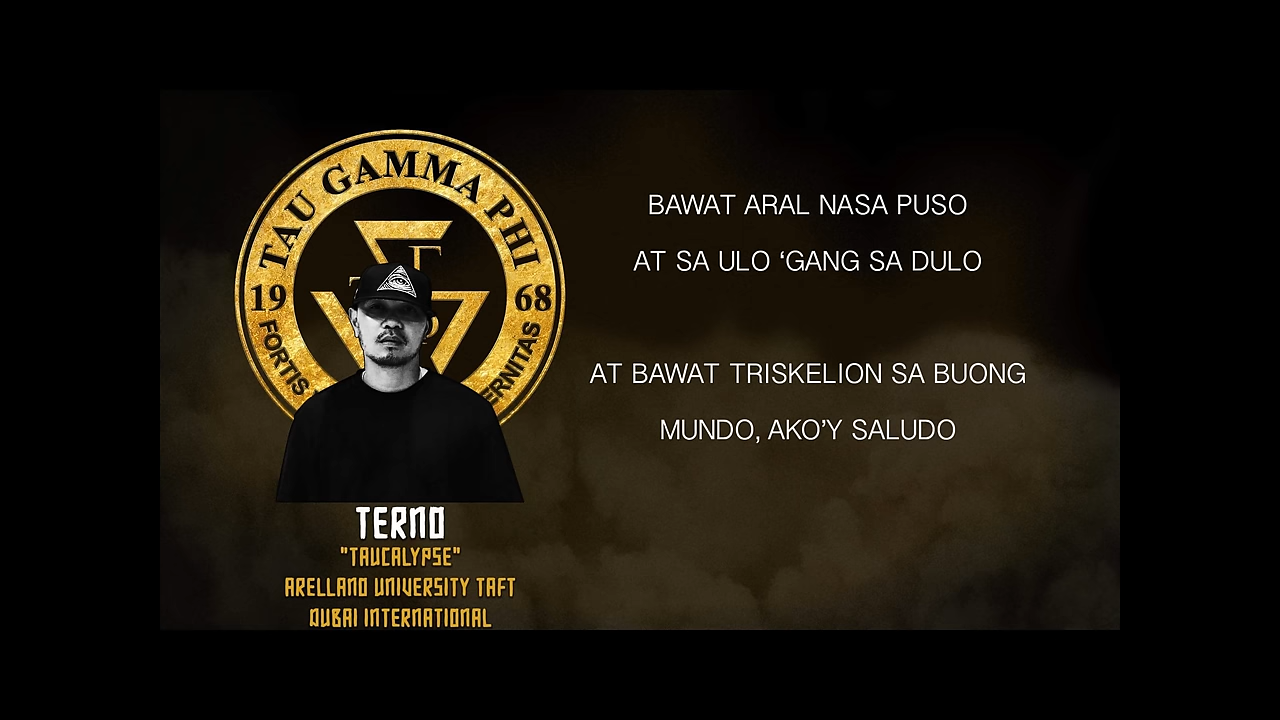 TAU GAMMA PHI
19 68
FORTIS ERNITAS
TERNO
"TAUCALYPSE"
ARELLANO UNIVERSITY TAFT
DUBAI INTERNATIONAL
BAWAT ARAL NASA PUSO
AT SA ULO ‘GANG SA DULO
AT BAWAT TRISKELION SA BUONG
MUNDO, AKO’Y SALUDO